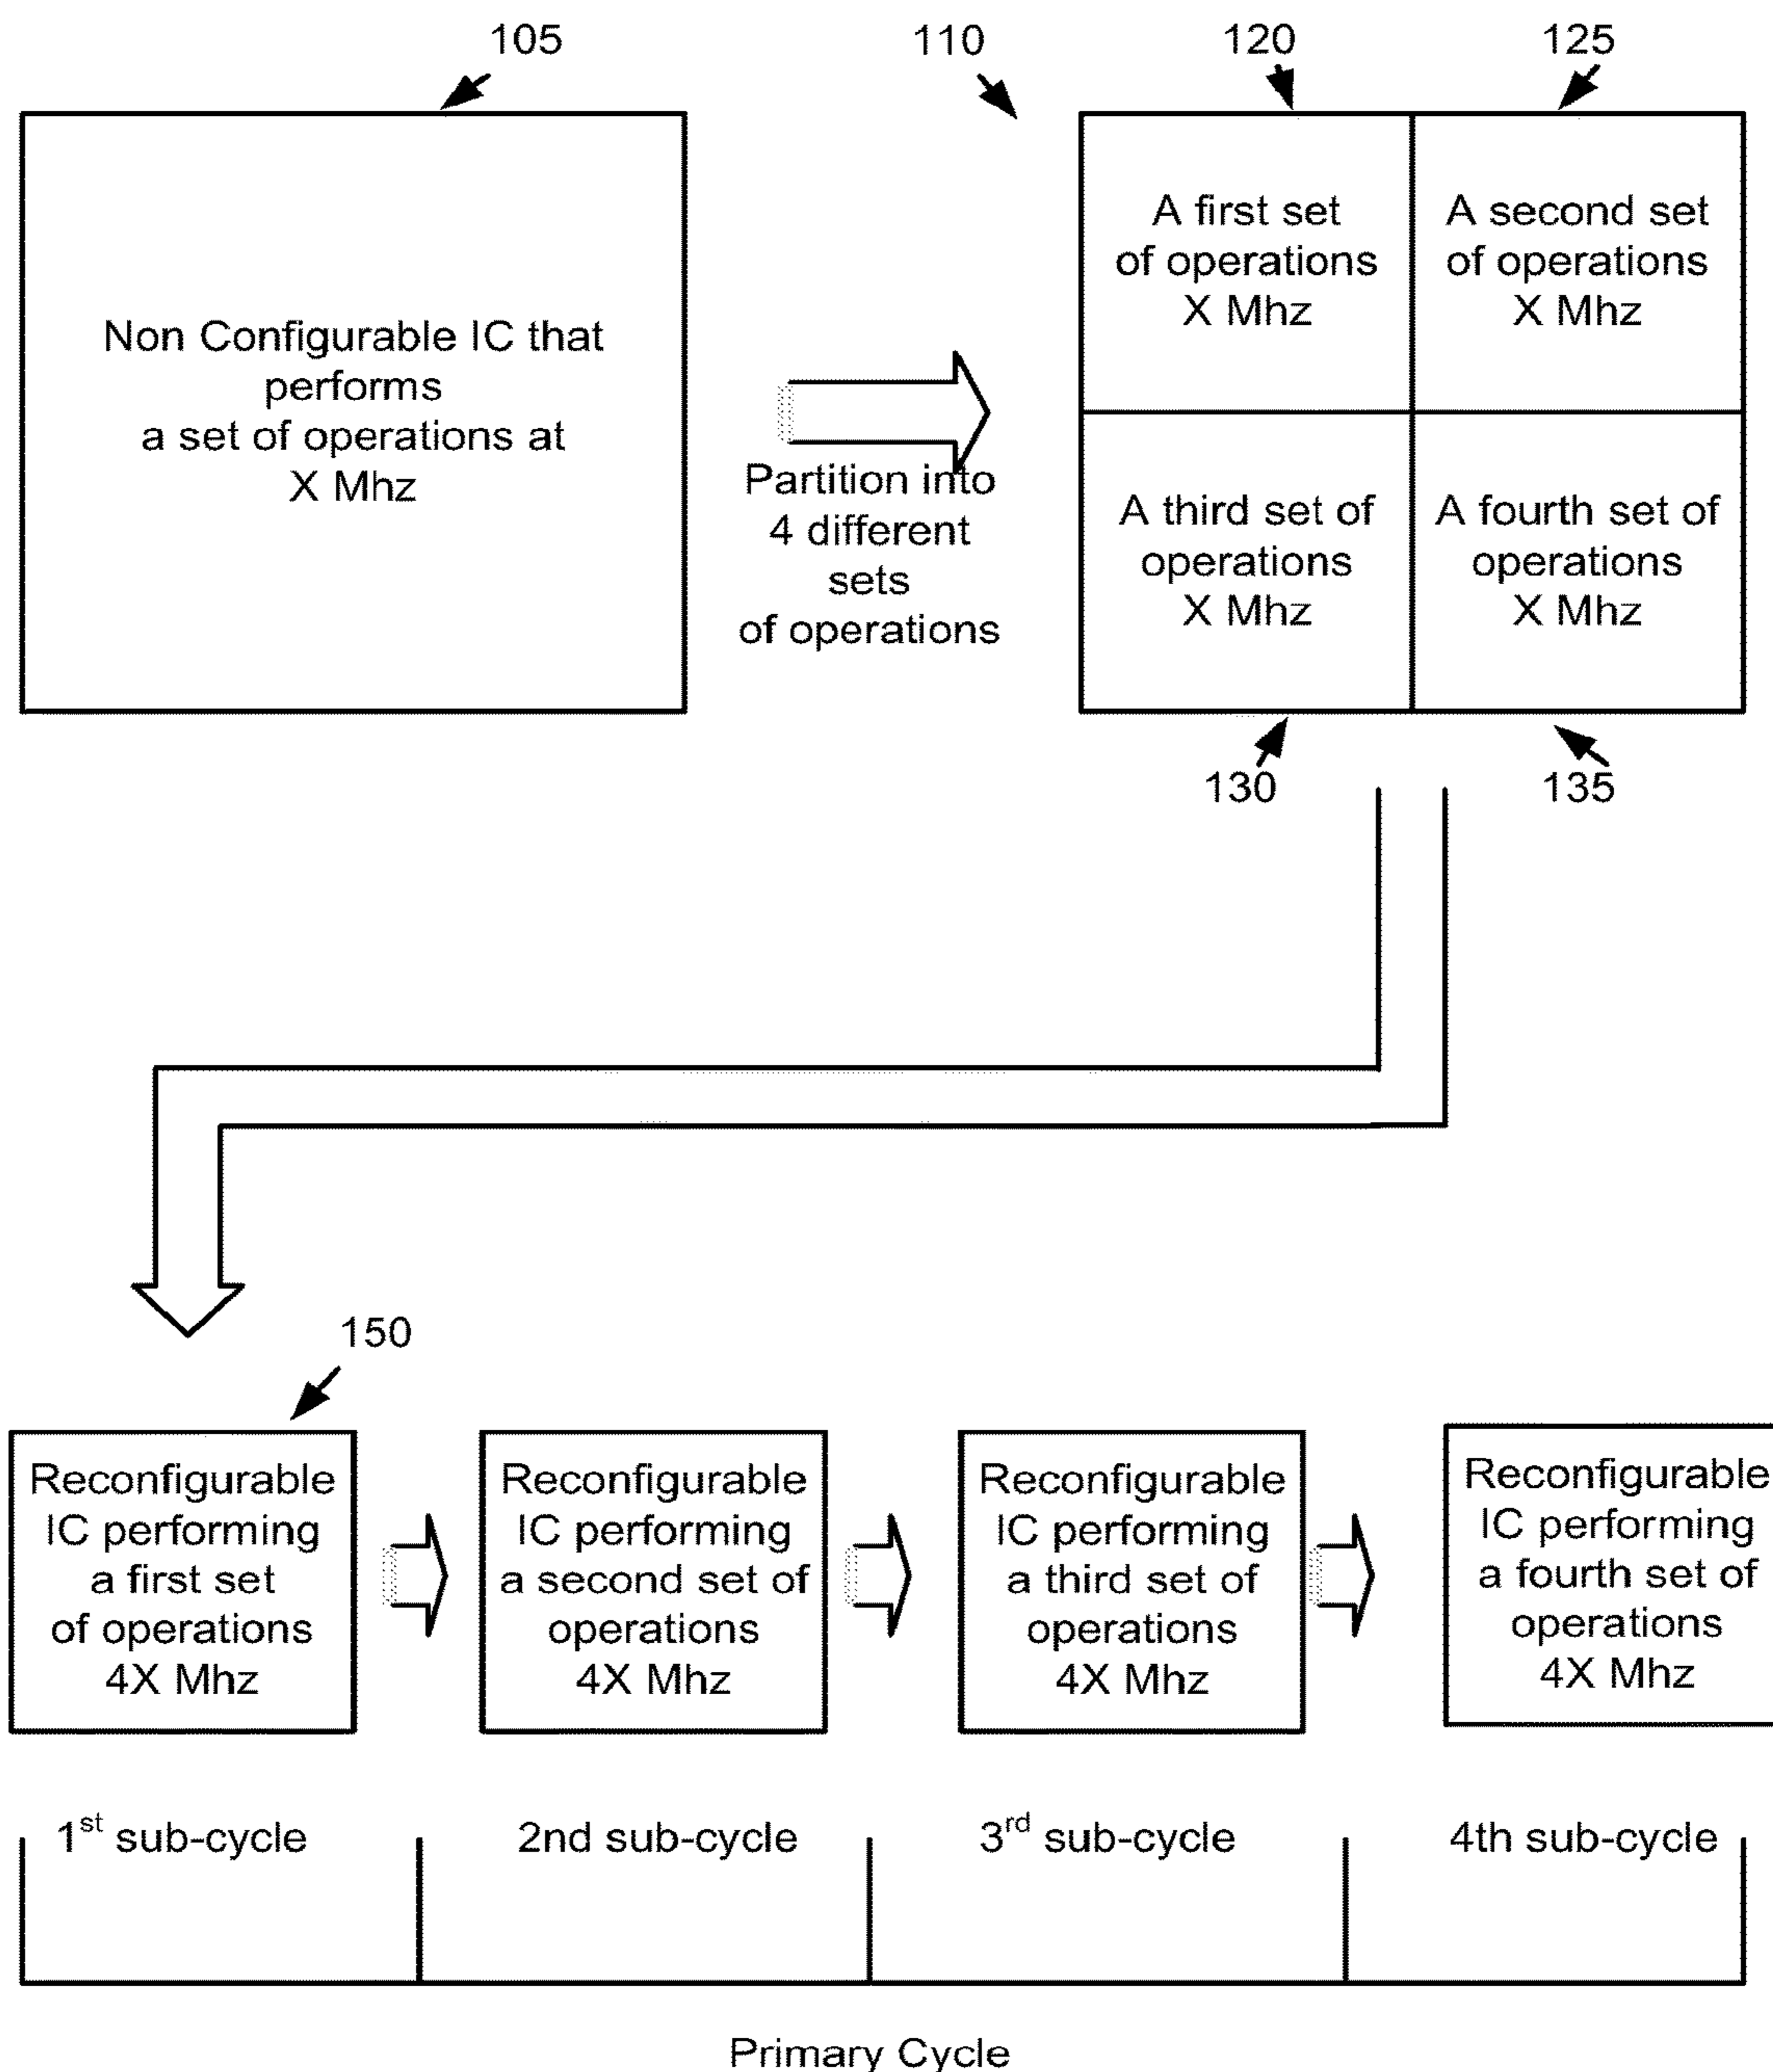 105
110
120
125
Non Configurable IC that
performs
a set of operations at
X Mhz
Partition into
4 different
sets
of operations
A first set
of operations
X Mhz
A second set
of operations
X Mhz
A third set of
operations
X Mhz
A fourth set of
operations
X Mhz
130
135
150
Reconfigurable
IC performing
a first set
of operations
4X Mhz
Reconfigurable
IC performing
a second set of
operations
4X Mhz
Reconfigurable
IC performing
a third set of
operations
4X Mhz
Reconfigurable
IC performing
a fourth set of
operations
4X Mhz
1st sub-cycle
2nd sub-cycle
3rd sub-cycle
4th sub-cycle
Primary Cycle